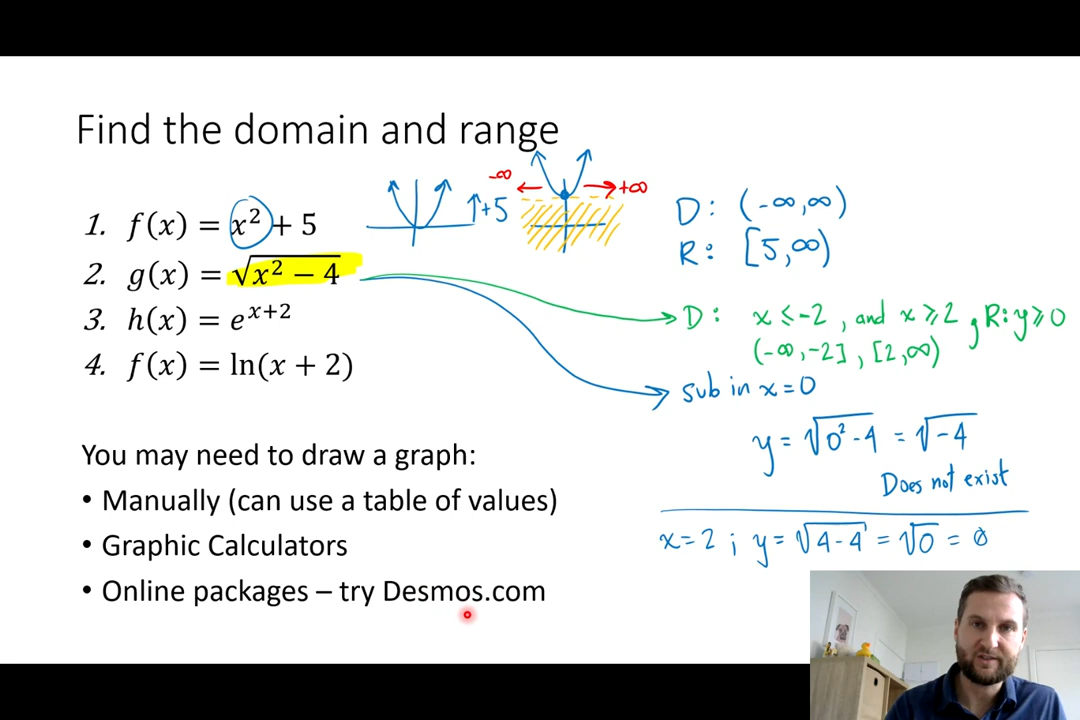 Find the domain and range
1. f(x) = x² + 5
2. g(x) = √(x² − 4)
3. h(x) = e^(x+2)
4. f(x) = ln(x + 2)
↑+5
-∞
+∞
D: (-∞,∞)
R: [5,∞)
D: x ≤ -2, and x ≥ 2, R: y ≥ 0
(-∞,-2], [2,∞)
sub in x = 0
y = √(0² - 4) = √(-4)
Does not exist
x = 2 ; y = √(4-4) = √0 = 0
You may need to draw a graph:
• Manually (can use a table of values)
• Graphic Calculators
• Online packages – try Desmos.com